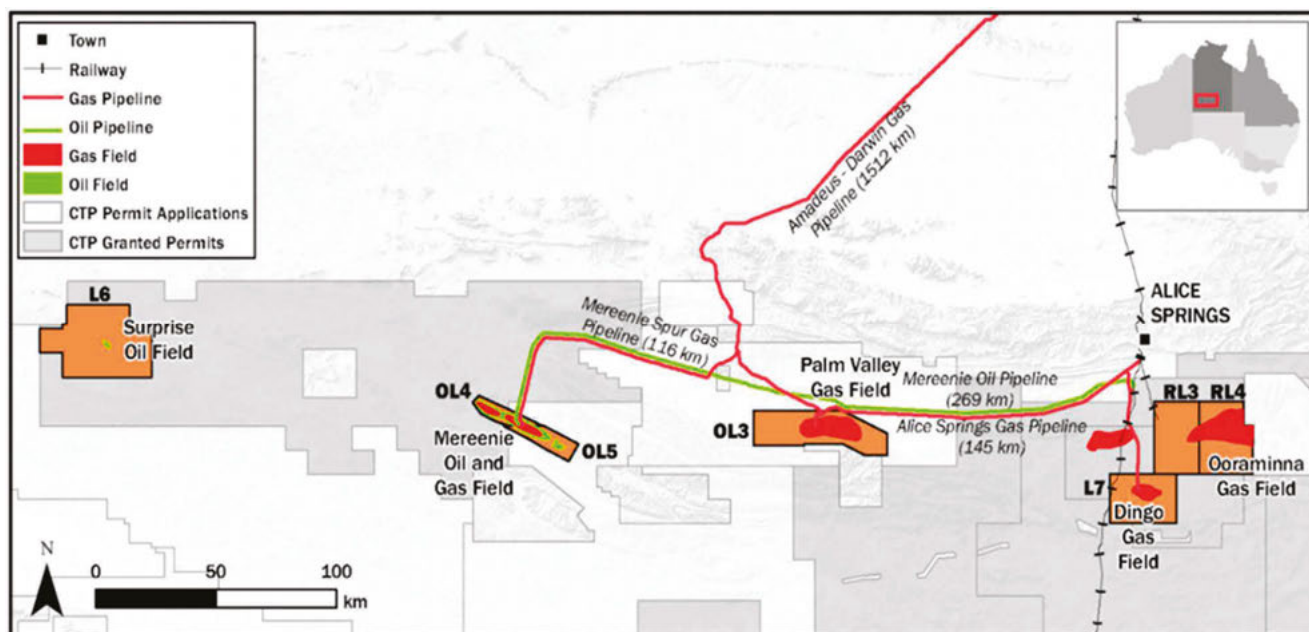 Town
Railway
Gas Pipeline
Oil Pipeline
Gas Field
Oil Field
CTP Permit Applications
CTP Granted Permits
Amadeus - Darwin Gas
Pipeline (1512 km)
L6
Surprise
Oil Field
Mereenie Spur Gas
Pipeline (116 km)
ALICE
SPRINGS
Palm Valley
Gas Field
Mereenie Oil Pipeline
(269 km)
OL4
OL5
Mereenie
Oil and
Gas Field
OL3
Alice Springs Gas Pipeline
(145 km)
RL3
RL4
Ooraminna
Gas Field
L7
Dingo
Gas
Field
N
0 50 100
km